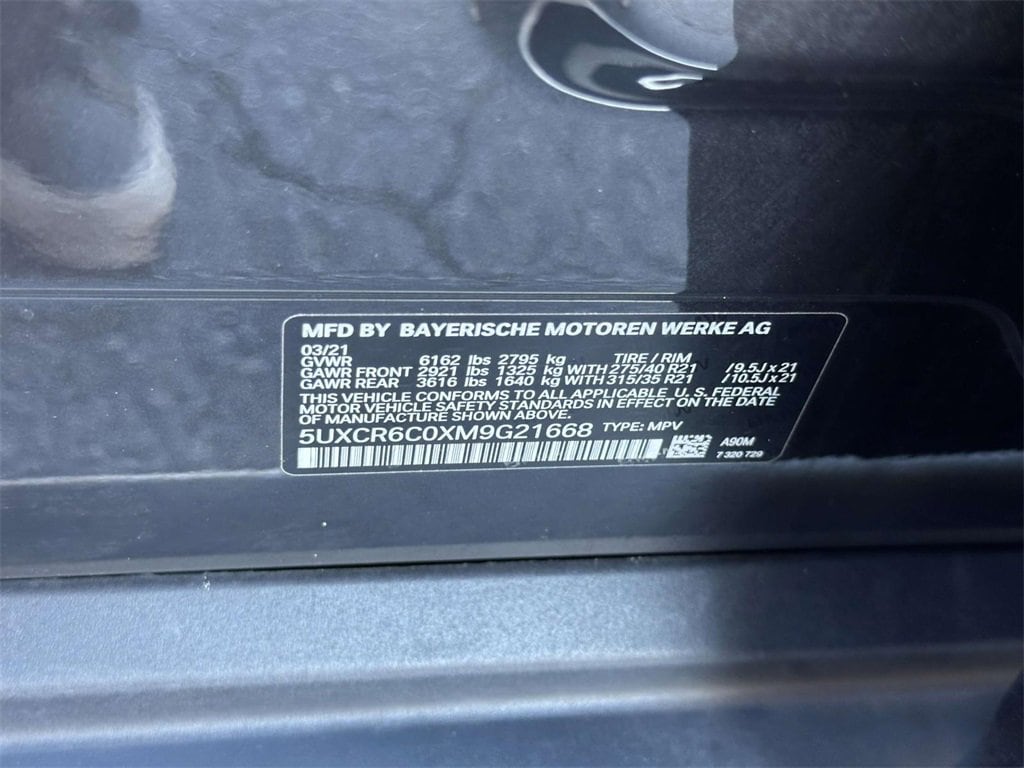 MFD BY BAYERISCHE MOTOREN WERKE AG
03/21
GVWR 6162 lbs 2795 kg TIRE / RIM
GAWR FRONT 2921 lbs 1325 kg WITH 275/40 R21 /9.5J x 21
GAWR REAR 3616 lbs 1640 kg WITH 315/35 R21 /10.5J x 21
THIS VEHICLE CONFORMS TO ALL APPLICABLE U. S. FEDERAL
MOTOR VEHICLE SAFETY STANDARDS IN EFFECT ON THE DATE
OF MANUFACTURE SHOWN ABOVE.
5UXCR6C0XM9G21668 TYPE: MPV
A90M
7 320 729